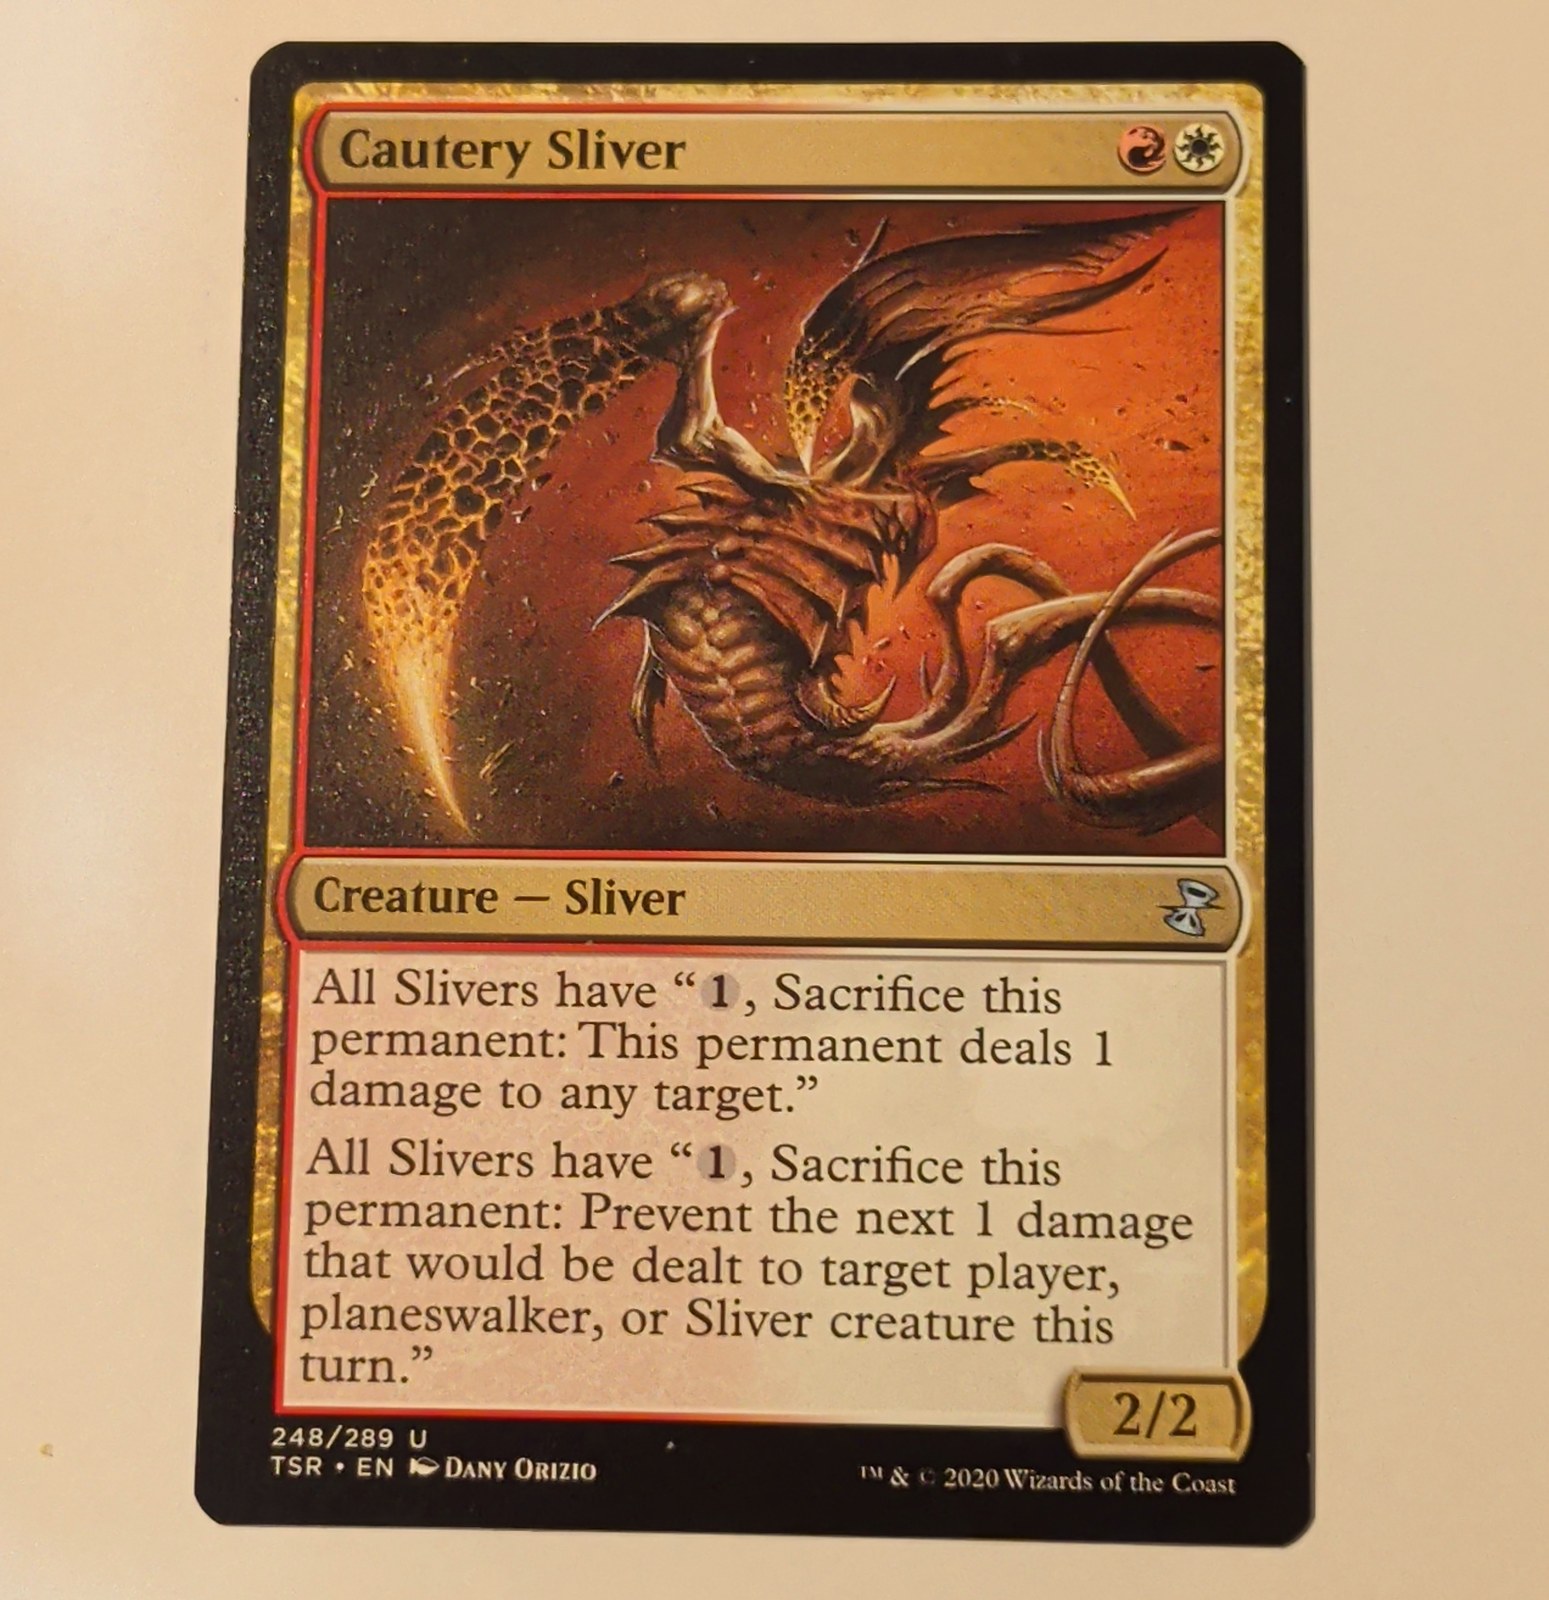 Cautery Sliver
Creature — Sliver
All Slivers have “1, Sacrifice this
permanent: This permanent deals 1
damage to any target.”
All Slivers have “1, Sacrifice this
permanent: Prevent the next 1 damage
that would be dealt to target player,
planeswalker, or Sliver creature this
turn.”
2/2
248/289 U
TSR • EN DANY ORIZIO
™ & © 2020 Wizards of the Coast